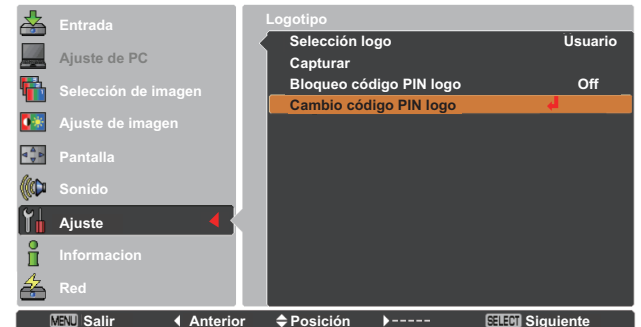 Entrada
Ajuste de PC
Selección de imagen
Ajuste de imagen
Pantalla
Sonido
Ajuste
Informacion
Red
Logotipo
Selección logo Usuario
Capturar
Bloqueo código PIN logo Off
Cambio código PIN logo
MENU Salir Anterior Posición ----- SELECT Siguiente